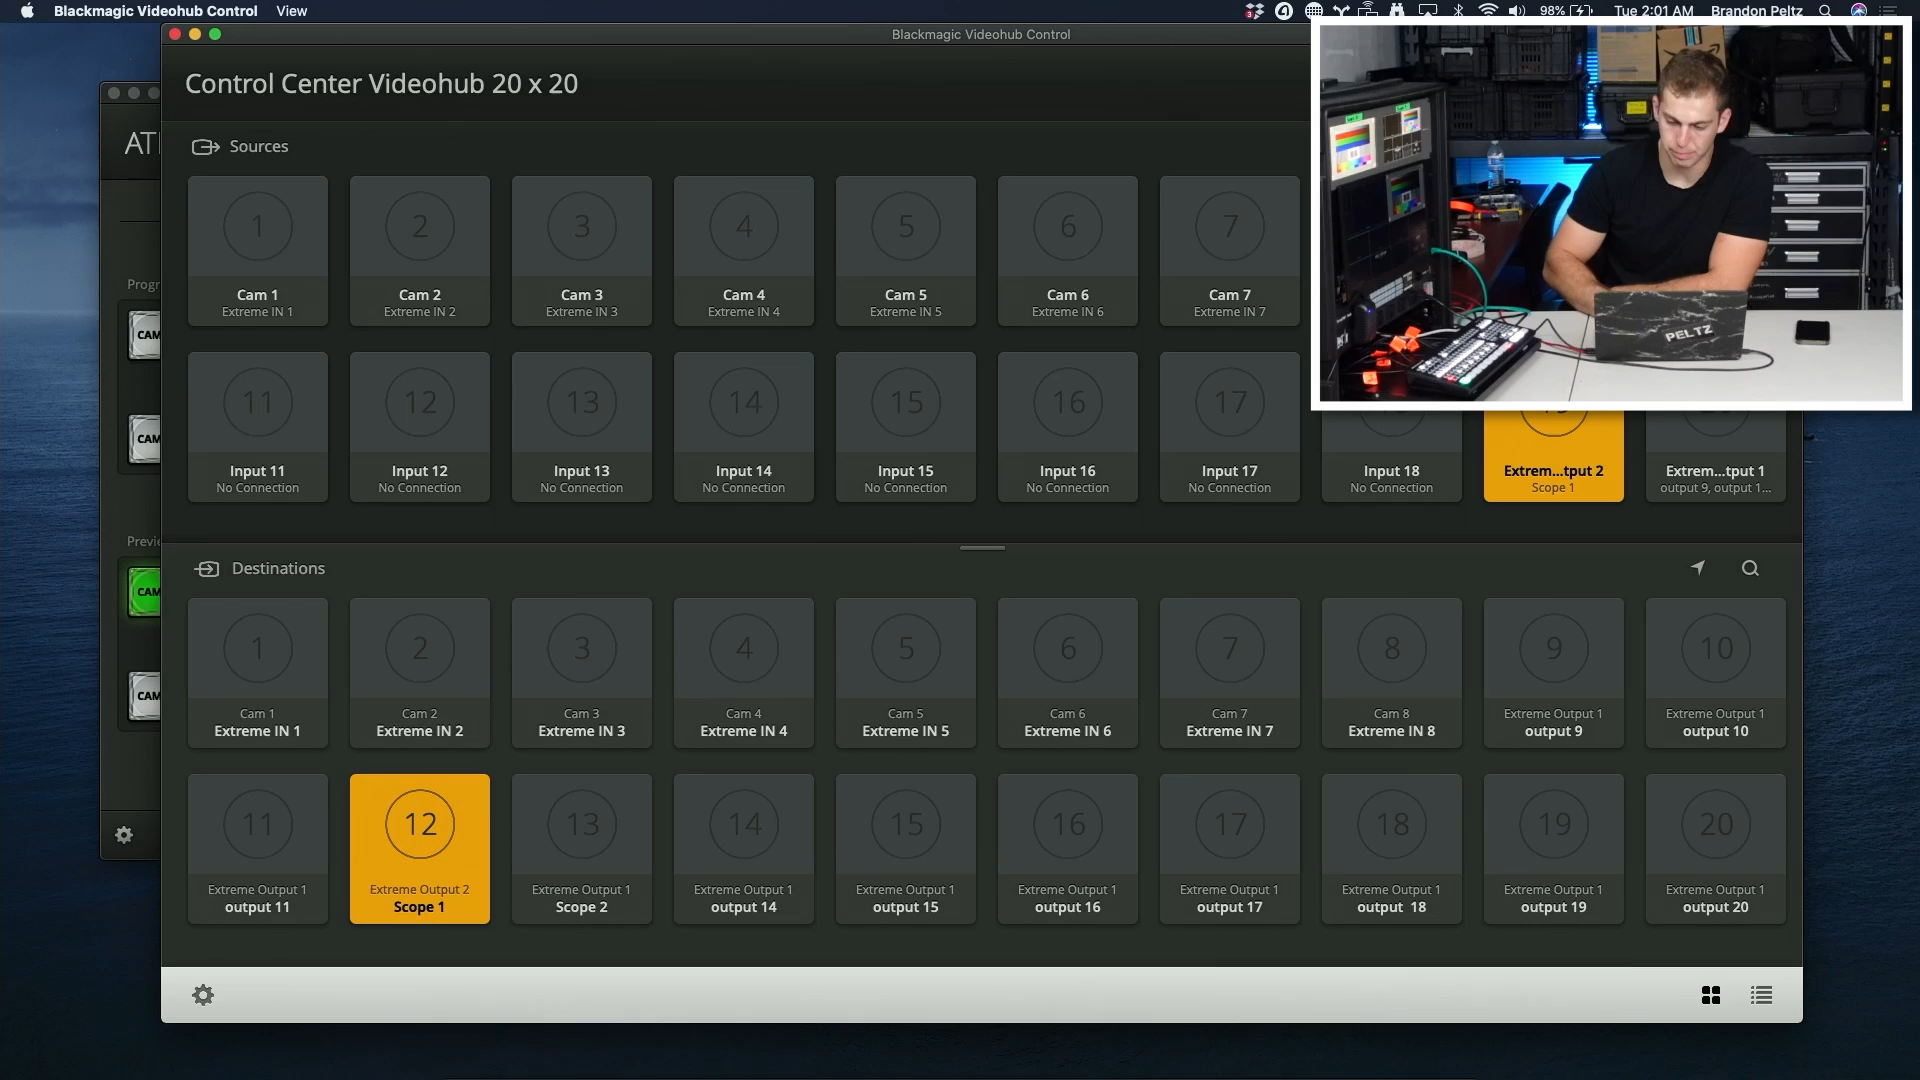 Blackmagic Videohub Control View
98% Tue 2:01 AM Brandon Peltz
Blackmagic Videohub Control
Control Center Videohub 20 x 20
AT
Sources
1 2 3 4 5 6 7
Cam 1 Cam 2 Cam 3 Cam 4 Cam 5 Cam 6 Cam 7
Extreme IN 1 Extreme IN 2 Extreme IN 3 Extreme IN 4 Extreme IN 5 Extreme IN 6 Extreme IN 7
Progr
CAM
PELTZ
11 12 13 14 15 16 17
CAM
Input 11 Input 12 Input 13 Input 14 Input 15 Input 16 Input 17 Input 18 Extrem...tput 2 Extrem...tput 1
No Connection No Connection No Connection No Connection No Connection No Connection No Connection No Connection Scope 1 output 9, output 1...
Previe
Destinations
CAM
1 2 3 4 5 6 7 8 9 10
Cam 1 Cam 2 Cam 3 Cam 4 Cam 5 Cam 6 Cam 7 Cam 8 Extreme Output 1 Extreme Output 1
Extreme IN 1 Extreme IN 2 Extreme IN 3 Extreme IN 4 Extreme IN 5 Extreme IN 6 Extreme IN 7 Extreme IN 8 output 9 output 10
CAM
11 12 13 14 15 16 17 18 19 20
Extreme Output 1 Extreme Output 2 Extreme Output 1 Extreme Output 1 Extreme Output 1 Extreme Output 1 Extreme Output 1 Extreme Output 1 Extreme Output 1 Extreme Output 1
output 11 Scope 1 Scope 2 output 14 output 15 output 16 output 17 output 18 output 19 output 20